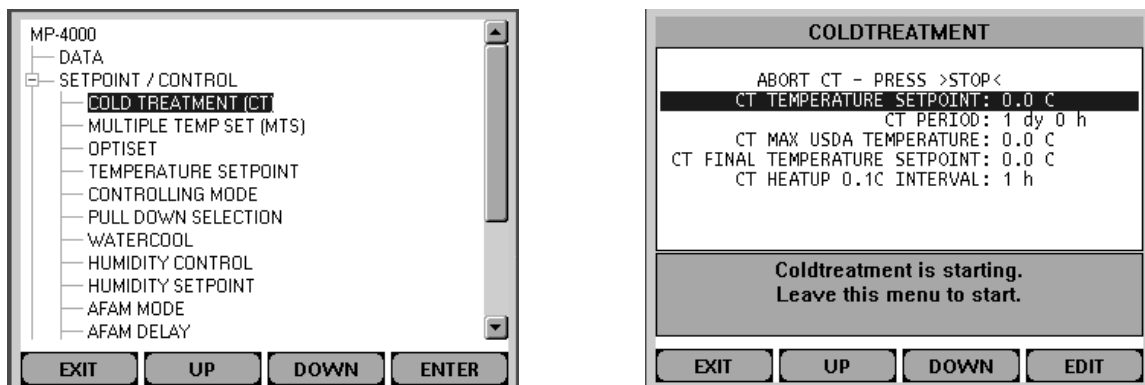 MP-4000
DATA
SETPOINT / CONTROL
COLD TREATMENT (CT)
MULTIPLE TEMP SET (MTS)
OPTISET
TEMPERATURE SETPOINT
CONTROLLING MODE
PULL DOWN SELECTION
WATERCOOL
HUMIDITY CONTROL
HUMIDITY SETPOINT
AFAM MODE
AFAM DELAY
EXIT UP DOWN ENTER
COLDTREATMENT
ABORT CT - PRESS >STOP<
CT TEMPERATURE SETPOINT: 0.0 C
CT PERIOD: 1 dy 0 h
CT MAX USDA TEMPERATURE: 0.0 C
CT FINAL TEMPERATURE SETPOINT: 0.0 C
CT HEATUP 0.1C INTERVAL: 1 h
Coldtreatment is starting.
Leave this menu to start.
EXIT UP DOWN EDIT